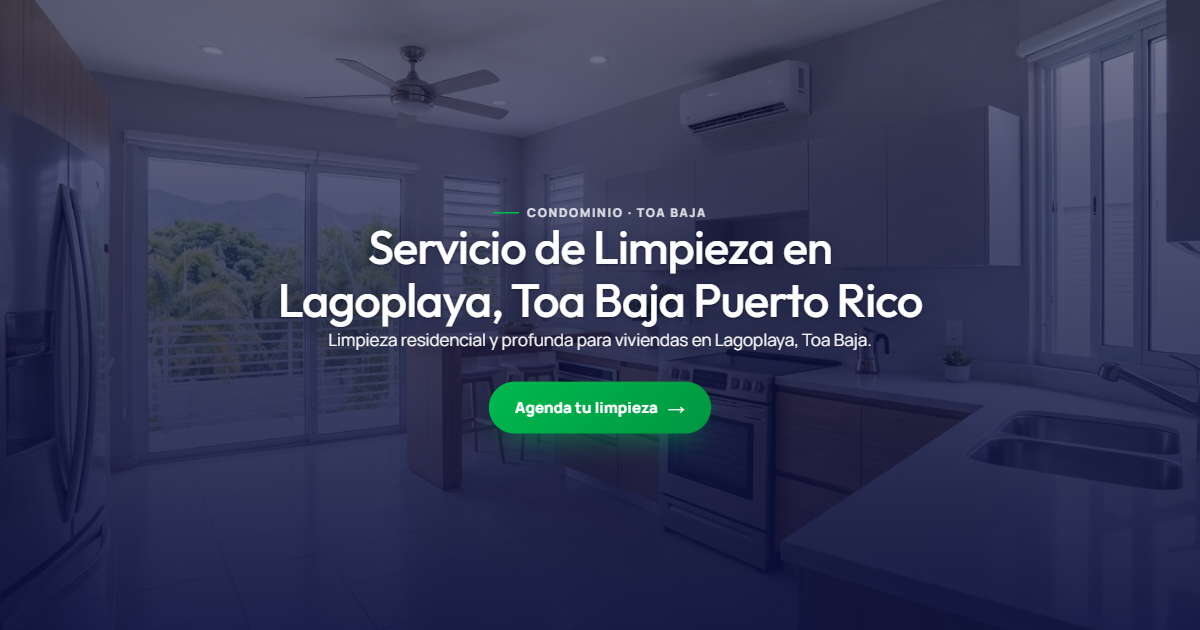 CONDOMINIO · TOA BAJA
Servicio de Limpieza en
Lagoplaya, Toa Baja Puerto Rico
Limpieza residencial y profunda para viviendas en Lagoplaya, Toa Baja.
Agenda tu limpieza →